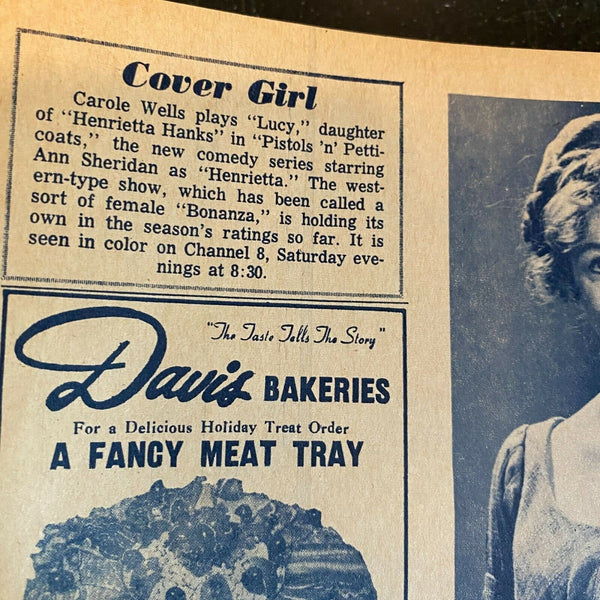 Cover Girl
Carole Wells plays "Lucy," daughter
of "Henrietta Hanks" in "Pistols 'n' Petti-
coats," the new comedy series starring
Ann Sheridan as "Henrietta." The west-
ern-type show, which has been called a
sort of female "Bonanza," is holding its
own in the season's ratings so far. It is
seen in color on Channel 8, Saturday eve-
nings at 8:30.
"The Taste Tells The Story"
Davis BAKERIES
For a Delicious Holiday Treat Order
A FANCY MEAT TRAY